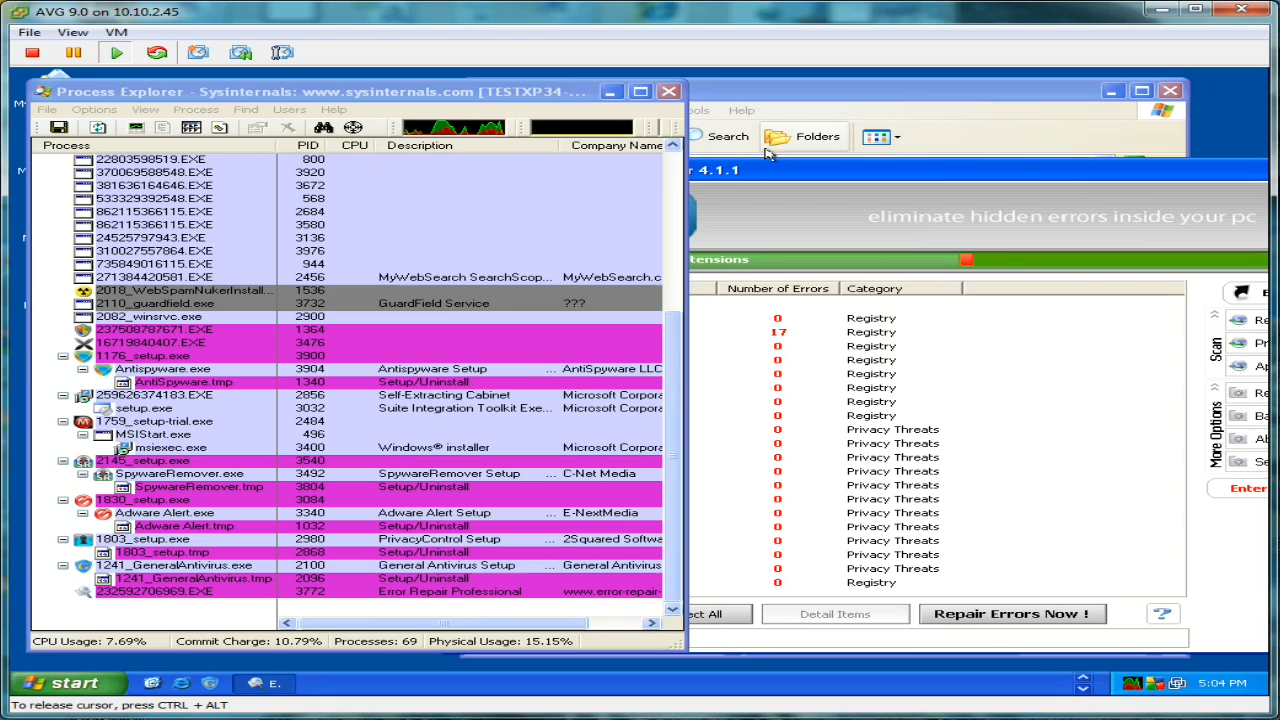 AVG 9.0 on 10.10.2.45
File View VM
Process Explorer - Sysinternals: www.sysinternals.com [TESTXP34-...
File Options View Process Find Users Help
Process PID CPU Description Company Name
22803598519.EXE 800
370069588548.EXE 3920
381636164646.EXE 3672
533329392548.EXE 568
862115366115.EXE 2684
862115366115.EXE 3580
24525797943.EXE 3136
310027557864.EXE 3976
735849016115.EXE 944
271384420581.EXE 2456 MyWebSearch SearchScop... MyWebSearch.c
2018_WebSpamNukerInstall... 1536
2110_guardfield.exe 3732 GuardField Service ???
2082_winsrvc.exe 2900
237508787671.EXE 1364
16719840407.EXE 3476
1176_setup.exe 3900
Antispyware.exe 3904 Antispyware Setup ... AntiSpyware LLC
AntiSpyware.tmp 1340 Setup/Uninstall
259626374183.EXE 2856 Self-Extracting Cabinet Microsoft Corpora
setup.exe 3032 Suite Integration Toolkit Exe... Microsoft Corpora
1759_setup-trial.exe 2484
MSIStart.exe 496
msiexec.exe 3400 Windows® installer Microsoft Corpora
2145_setup.exe 3540
SpywareRemover.exe 3492 SpywareRemover Setup ... C-Net Media
SpywareRemover.tmp 3804 Setup/Uninstall
1830_setup.exe 3084
Adware Alert.exe 3340 Adware Alert Setup ... E-NextMedia
Adware Alert.tmp 1032 Setup/Uninstall
1803_setup.exe 2980 PrivacyControl Setup ... 2Squared Softwa
1803_setup.tmp 2868 Setup/Uninstall
1241_GeneralAntivirus.exe 2100 General Antivirus Setup ... General Antivirus
1241_GeneralAntivirus.tmp 2096 Setup/Uninstall
232592706969.EXE 3772 Error Repair Professional www.error-repair-
CPU Usage: 7.69% Commit Charge: 10.79% Processes: 69 Physical Usage: 15.15%
ols Help
Search Folders
r 4.1.1
eliminate hidden errors inside your pc
tensions
Number of Errors Category
0 Registry
17 Registry
0 Registry
0 Registry
0 Registry
0 Registry
0 Registry
0 Registry
0 Privacy Threats
0 Privacy Threats
0 Privacy Threats
0 Privacy Threats
0 Privacy Threats
0 Privacy Threats
0 Privacy Threats
0 Privacy Threats
0 Privacy Threats
0 Privacy Threats
0 Privacy Threats
0 Registry
Scan
Re
Pr
Ap
More Options
Re
Ba
Ab
Se
Enter
ect All Detail Items Repair Errors Now ! ?
start E. 5:04 PM
To release cursor, press CTRL + ALT